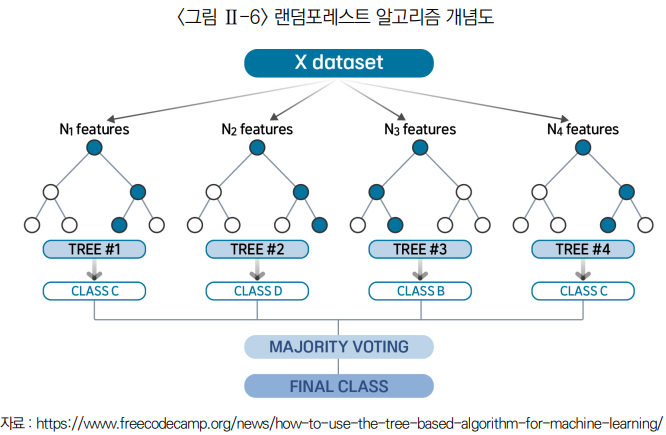 <그림 Ⅱ-6> 랜덤포레스트 알고리즘 개념도
X dataset
N1 features N2 features N3 features N4 features
TREE #1 TREE #2 TREE #3 TREE #4
CLASS C CLASS D CLASS B CLASS C
MAJORITY VOTING
FINAL CLASS
자료 : https://www.freecodecamp.org/news/how-to-use-the-tree-based-algorithm-for-machine-learning/